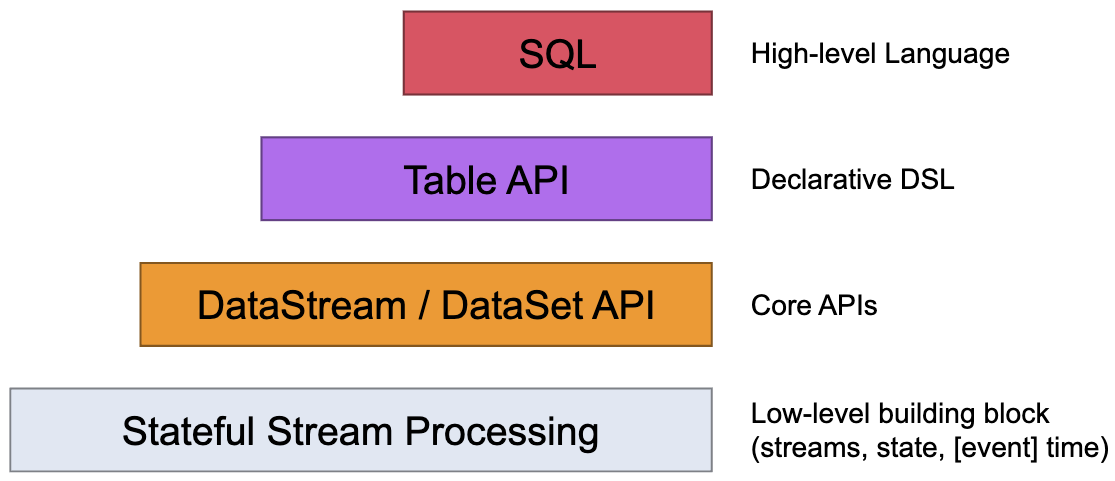 SQL
High-level Language
Table API
Declarative DSL
DataStream / DataSet API
Core APIs
Stateful Stream Processing
Low-level building block
(streams, state, [event] time)